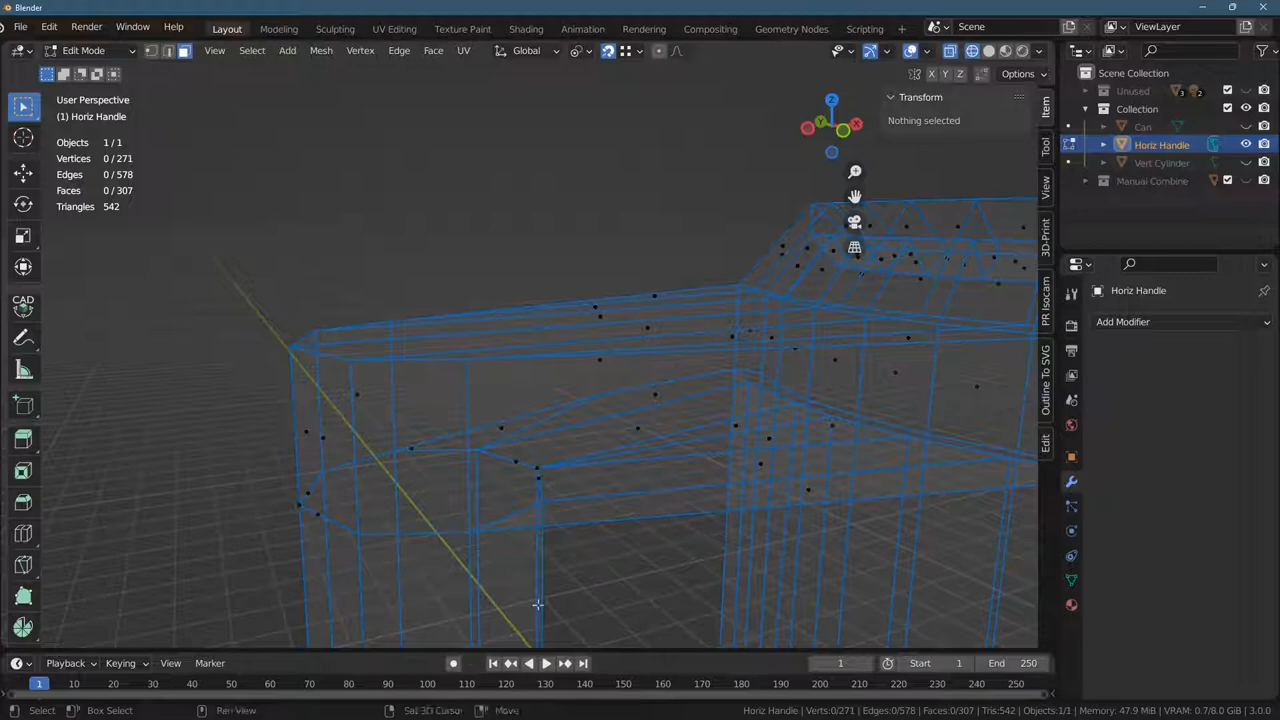 Blender
File Edit Render Window Help Layout Modeling Sculpting UV Editing Texture Paint Shading Animation Rendering Compositing Geometry Nodes Scripting + Scene ViewLayer
Edit Mode View Select Add Mesh Vertex Edge Face UV Global
X Y Z Options
User Perspective
(1) Horiz Handle
Objects 1/1
Vertices 0/271
Edges 0/578
Faces 0/307
Triangles 542
CAD
Z
Y
X
Transform
Nothing selected
Item
Tool
View
3D-Print
PR Isocam
Outline To SVG
Edit
Scene Collection
Unused 3 2
Collection
Can
Horiz Handle
Vert Cylinder
Manual Combine
Horiz Handle
Add Modifier
Playback Keying View Marker 1 Start 1 End 250
1 10 20 30 40 50 60 70 80 90 100 110 120 130 140 150 160 170 180 190 200 210 220 230 240 250
Select Box Select Pan View Set 3D Cursor Move Horiz Handle | Verts:0/271 | Edges:0/578 | Faces:0/307 | Tris:542 | Objects:1/1 | Memory: 47.9 MiB | VRAM: 0.7/8.0 GiB | 3.0.0